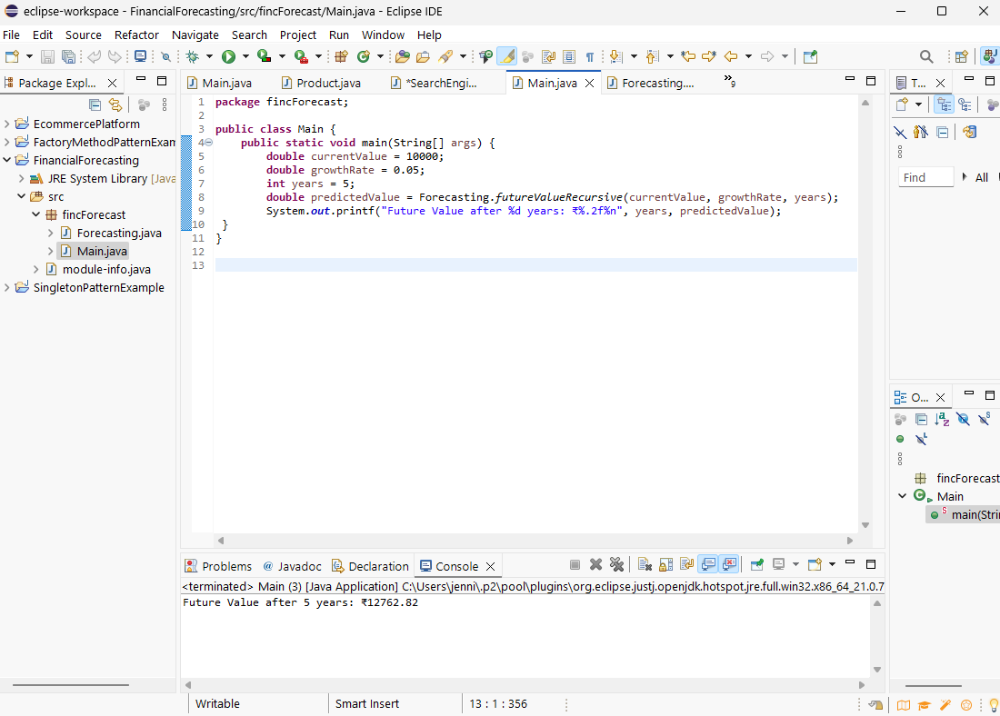 eclipse-workspace - FinancialForecasting/src/fincForecast/Main.java - Eclipse IDE
File Edit Source Refactor Navigate Search Project Run Window Help
Package Expl...
EcommercePlatform
FactoryMethodPatternExam
FinancialForecasting
JRE System Library [Java
src
fincForecast
Forecasting.java
Main.java
module-info.java
SingletonPatternExample
Main.java Product.java *SearchEngi... Main.java Forecasting.... »9
1 package fincForecast;
2
3 public class Main {
4 public static void main(String[] args) {
5 double currentValue = 10000;
6 double growthRate = 0.05;
7 int years = 5;
8 double predictedValue = Forecasting.futureValueRecursive(currentValue, growthRate, years);
9 System.out.printf("Future Value after %d years: ₹%.2f%n", years, predictedValue);
10 }
11 }
12
13
T...
Find All
O...
fincForecast
Main
main(Stri
Problems @ Javadoc Declaration Console
<terminated> Main (3) [Java Application] C:\Users\jenni\.p2\pool\plugins\org.eclipse.justj.openjdk.hotspot.jre.full.win32.x86_64_21.0.7
Future Value after 5 years: ₹12762.82
Writable Smart Insert 13 : 1 : 356